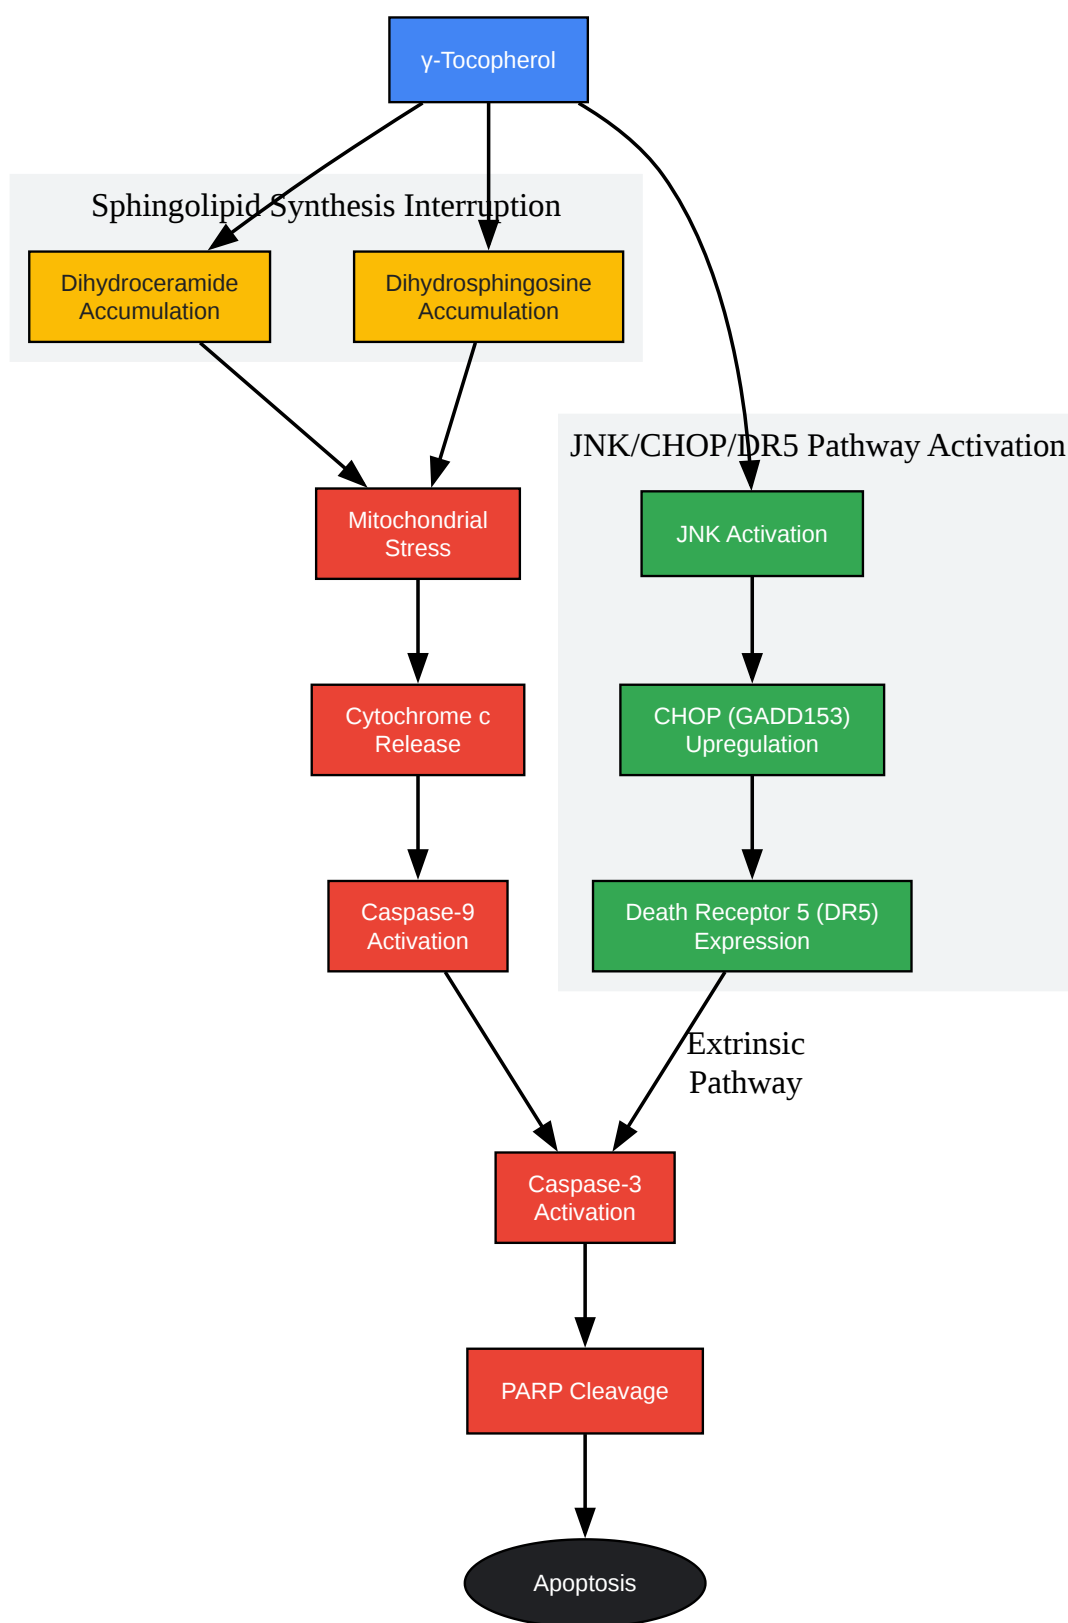 γ-Tocopherol
Sphingolipid Synthesis Interruption
Dihydroceramide
Accumulation
Dihydrosphingosine
Accumulation
JNK/CHOP/DR5 Pathway Activation
Mitochondrial
Stress
JNK Activation
Cytochrome c
Release
CHOP (GADD153)
Upregulation
Caspase-9
Activation
Death Receptor 5 (DR5)
Expression
Extrinsic
Pathway
Caspase-3
Activation
PARP Cleavage
Apoptosis